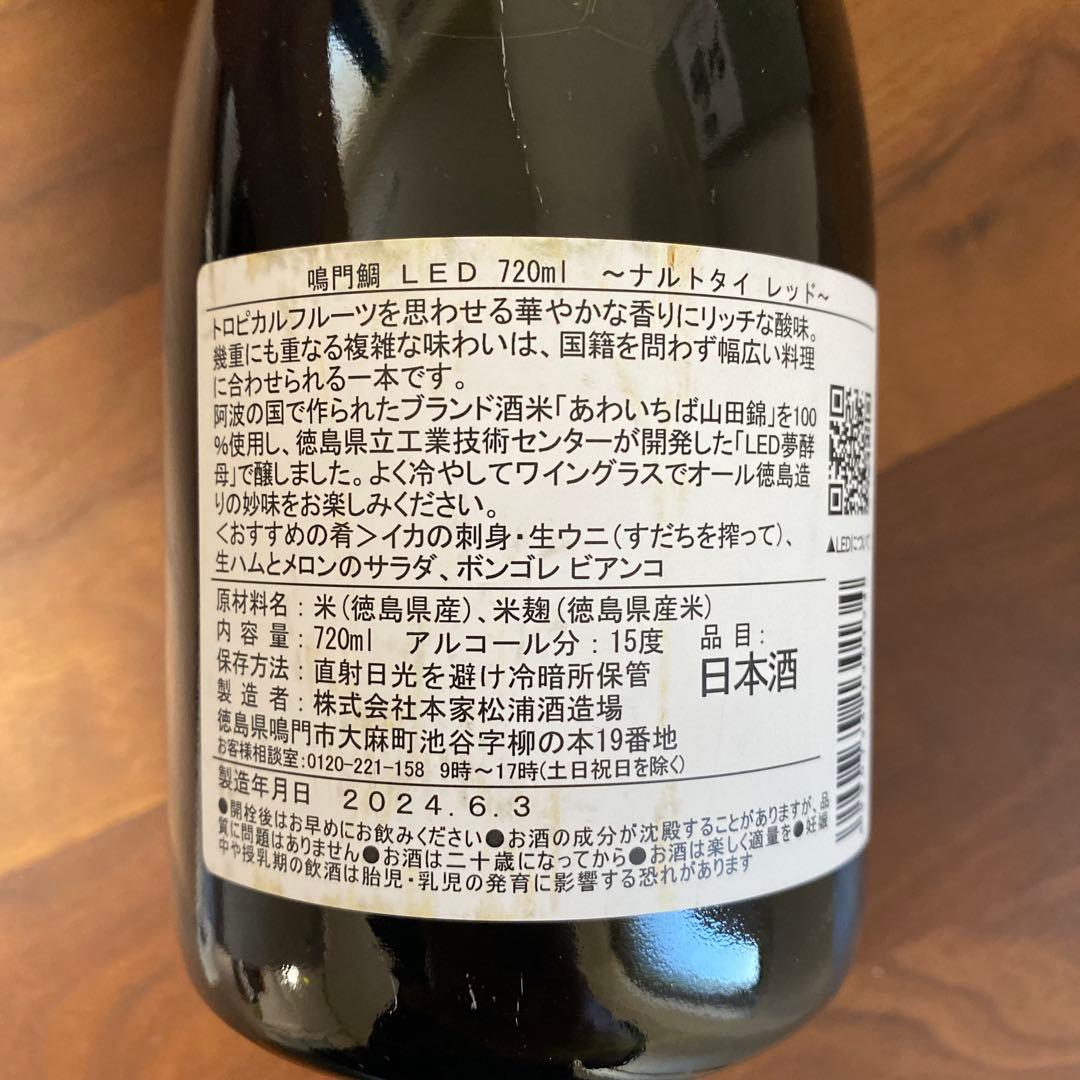 鳴門鯛 LED 720ml ～ナルトタイ レッド～
トロピカルフルーツを思わせる華やかな香りにリッチな酸味。
幾重にも重なる複雑な味わいは、国籍を問わず幅広い料理
に合わせられる一本です。
阿波の国で作られたブランド酒米「あわいちば山田錦」を100
%使用し、徳島県立工業技術センターが開発した「LED夢酵
母」で醸しました。よく冷やしてワイングラスでオール徳島造
りの妙味をお楽しみください。
<おすすめの肴>イカの刺身・生ウニ(すだちを搾って)、
生ハムとメロンのサラダ、ボンゴレ ビアンコ
▲LEDについて
原材料名:米(徳島県産)、米麹(徳島県産米)
内容量:720ml アルコール分:15度 品目:
日本酒
保存方法:直射日光を避け冷暗所保管
製造者:株式会社本家松浦酒造場
徳島県鳴門市大麻町池谷字柳の本19番地
お客様相談室:0120-221-158 9時～17時(土日祝日を除く)
製造年月日 2024.6.3
●開栓後はお早めにお飲みください●お酒の成分が沈殿することがありますが、品
質に問題はありません●お酒は二十歳になってから●お酒は楽しく適量を●妊娠
中や授乳期の飲酒は胎児・乳児の発育に影響する恐れがあります